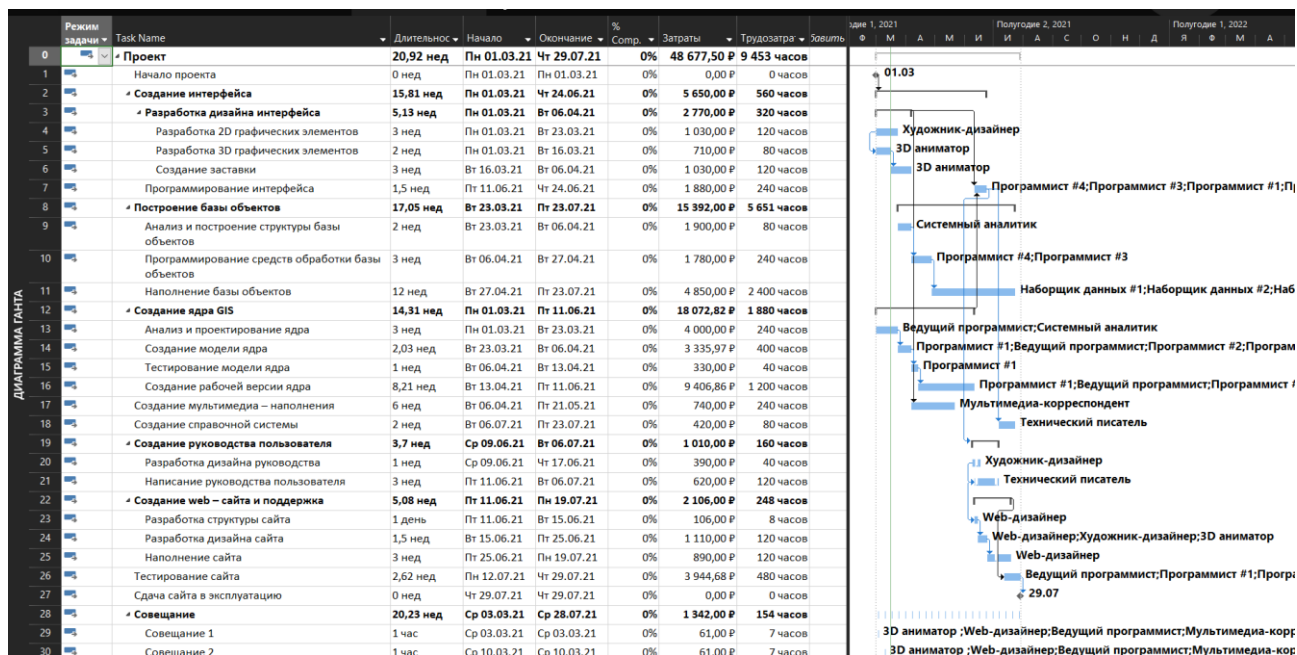 дие 1, 2021 Полугодие 2, 2021 Полугодие 1, 2022
Режим задачи Task Name Длительнос Начало Окончание % Comp. Затраты Трудозатра Ф М А М И И А С О Н Д Я Ф М А
0 Проект 20,92 нед Пн 01.03.21 Чт 29.07.21 0% 48 677,50 ₽ 9 453 часов
1 Начало проекта 0 нед Пн 01.03.21 Пн 01.03.21 0% 0,00 ₽ 0 часов 01.03
2 Создание интерфейса 15,81 нед Пн 01.03.21 Чт 24.06.21 0% 5 650,00 ₽ 560 часов
3 Разработка дизайна интерфейса 5,13 нед Пн 01.03.21 Вт 06.04.21 0% 2 770,00 ₽ 320 часов
4 Разработка 2D графических элементов 3 нед Пн 01.03.21 Вт 23.03.21 0% 1 030,00 ₽ 120 часов Художник-дизайнер
5 Разработка 3D графических элементов 2 нед Пн 01.03.21 Вт 16.03.21 0% 710,00 ₽ 80 часов 3D аниматор
6 Создание заставки 3 нед Вт 16.03.21 Вт 06.04.21 0% 1 030,00 ₽ 120 часов 3D аниматор
7 Программирование интерфейса 1,5 нед Пт 11.06.21 Чт 24.06.21 0% 1 880,00 ₽ 240 часов Программист #4;Программист #3;Программист #1;Пр
8 Построение базы объектов 17,05 нед Вт 23.03.21 Пт 23.07.21 0% 15 392,00 ₽ 5 651 часов
9 Анализ и построение структуры базы объектов 2 нед Вт 23.03.21 Вт 06.04.21 0% 1 900,00 ₽ 80 часов Системный аналитик
10 Программирование средств обработки базы объектов 3 нед Вт 06.04.21 Вт 27.04.21 0% 1 780,00 ₽ 240 часов Программист #4;Программист #3
11 Наполнение базы объектов 12 нед Вт 27.04.21 Пт 23.07.21 0% 4 850,00 ₽ 2 400 часов Наборщик данных #1;Наборщик данных #2;Наб
ДИАГРАММА ГАНТА
12 Создание ядра GIS 14,31 нед Пн 01.03.21 Пт 11.06.21 0% 18 072,82 ₽ 1 880 часов
13 Анализ и проектирование ядра 3 нед Пн 01.03.21 Вт 23.03.21 0% 4 000,00 ₽ 240 часов Ведущий программист;Системный аналитик
14 Создание модели ядра 2,03 нед Вт 23.03.21 Вт 06.04.21 0% 3 335,97 ₽ 400 часов Программист #1;Ведущий программист;Программист #2;Програм
15 Тестирование модели ядра 1 нед Вт 06.04.21 Вт 13.04.21 0% 330,00 ₽ 40 часов Программист #1
16 Создание рабочей версии ядра 8,21 нед Вт 13.04.21 Пт 11.06.21 0% 9 406,86 ₽ 1 200 часов Программист #1;Ведущий программист;Программист #
17 Создание мультимедиа – наполнения 6 нед Вт 06.04.21 Пт 21.05.21 0% 740,00 ₽ 240 часов Мультимедиа-корреспондент
18 Создание справочной системы 2 нед Вт 06.07.21 Пт 23.07.21 0% 420,00 ₽ 80 часов Технический писатель
19 Создание руководства пользователя 3,7 нед Ср 09.06.21 Вт 06.07.21 0% 1 010,00 ₽ 160 часов
20 Разработка дизайна руководства 1 нед Ср 09.06.21 Чт 17.06.21 0% 390,00 ₽ 40 часов Художник-дизайнер
21 Написание руководства пользователя 3 нед Пт 11.06.21 Вт 06.07.21 0% 620,00 ₽ 120 часов Технический писатель
22 Создание web – сайта и поддержка 5,08 нед Пт 11.06.21 Пн 19.07.21 0% 2 106,00 ₽ 248 часов
23 Разработка структуры сайта 1 день Пт 11.06.21 Вт 15.06.21 0% 106,00 ₽ 8 часов Web-дизайнер
24 Разработка дизайна сайта 1,5 нед Вт 15.06.21 Пт 25.06.21 0% 1 110,00 ₽ 120 часов Web-дизайнер;Художник-дизайнер;3D аниматор
25 Наполнение сайта 3 нед Пт 25.06.21 Пн 19.07.21 0% 890,00 ₽ 120 часов Web-дизайнер
26 Тестирование сайта 2,62 нед Пн 12.07.21 Чт 29.07.21 0% 3 944,68 ₽ 480 часов Ведущий программист;Программист #1;Програ
27 Сдача сайта в эксплуатацию 0 нед Чт 29.07.21 Чт 29.07.21 0% 0,00 ₽ 0 часов 29.07
28 Совещание 20,23 нед Ср 03.03.21 Ср 28.07.21 0% 1 342,00 ₽ 154 часов
29 Совещание 1 1 час Ср 03.03.21 Ср 03.03.21 0% 61,00 ₽ 7 часов 3D аниматор ;Web-дизайнер;Ведущий программист;Мультимедиа-корр
30 Совещание 2 1 час Ср 10.03.21 Ср 10.03.21 0% 61,00 ₽ 7 часов 3D аниматор ;Web-дизайнер;Ведущий программист;Мультимедиа-кор